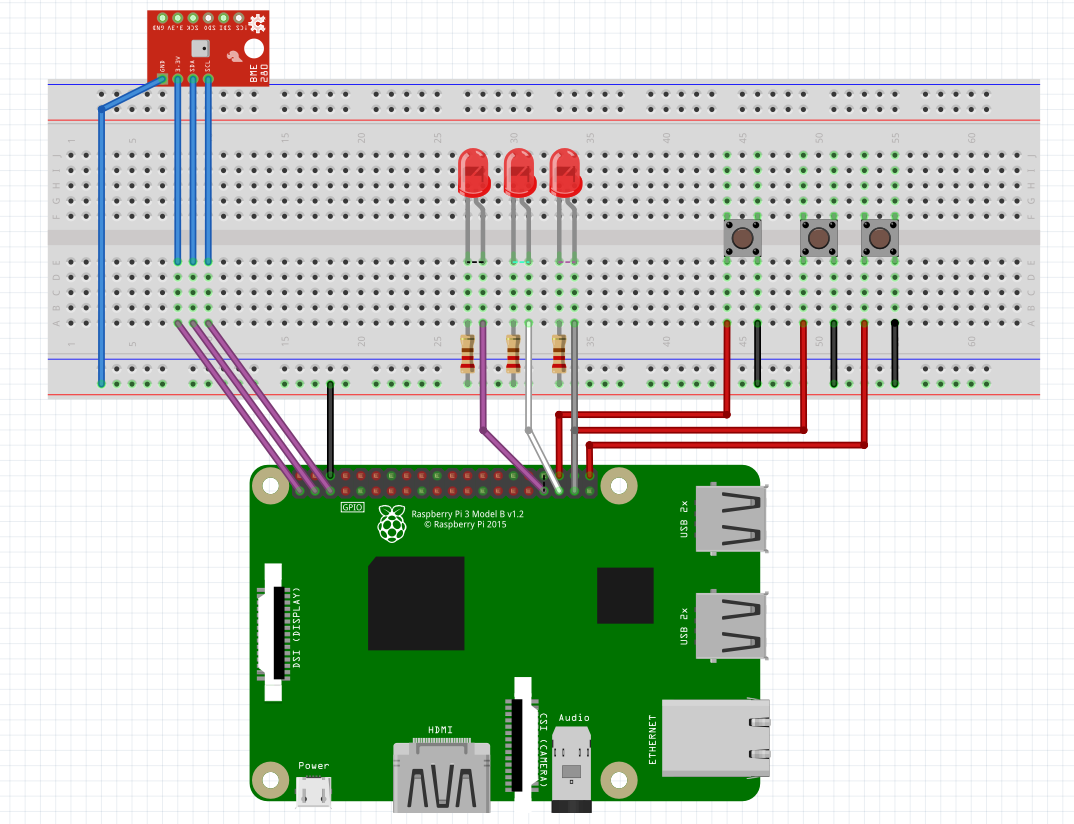 GND 3.3V SCK SDO SDI !CS
GND 3.3V SDA SCL
BME
280
1 5 15 20 25 30 35 40 45 50 55 60
J J
I I
H H
G G
F F
E E
D D
C C
B B
A A
1 5 15 20 25 30 35 40 45 50 55 60
GPIO
Raspberry Pi 3 Model B v1.2
© Raspberry Pi 2015
USB 2x
USB 2x
DSI (DISPLAY)
HDMI
CSI (CAMERA)
Audio
ETHERNET
Power